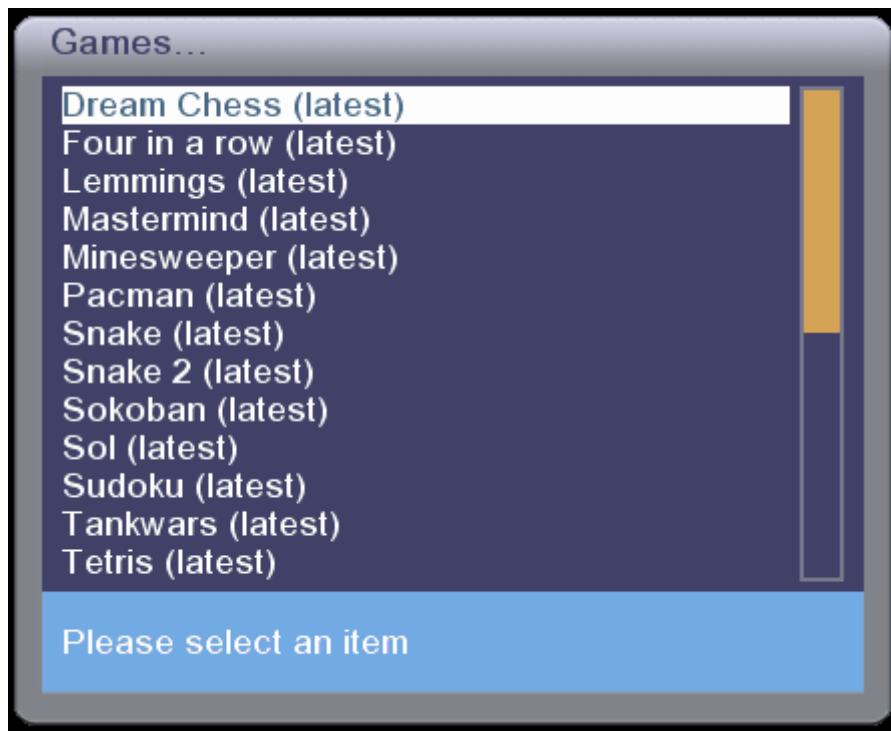 Games...
Dream Chess (latest)
Four in a row (latest)
Lemmings (latest)
Mastermind (latest)
Minesweeper (latest)
Pacman (latest)
Snake (latest)
Snake 2 (latest)
Sokoban (latest)
Sol (latest)
Sudoku (latest)
Tankwars (latest)
Tetris (latest)
Please select an item